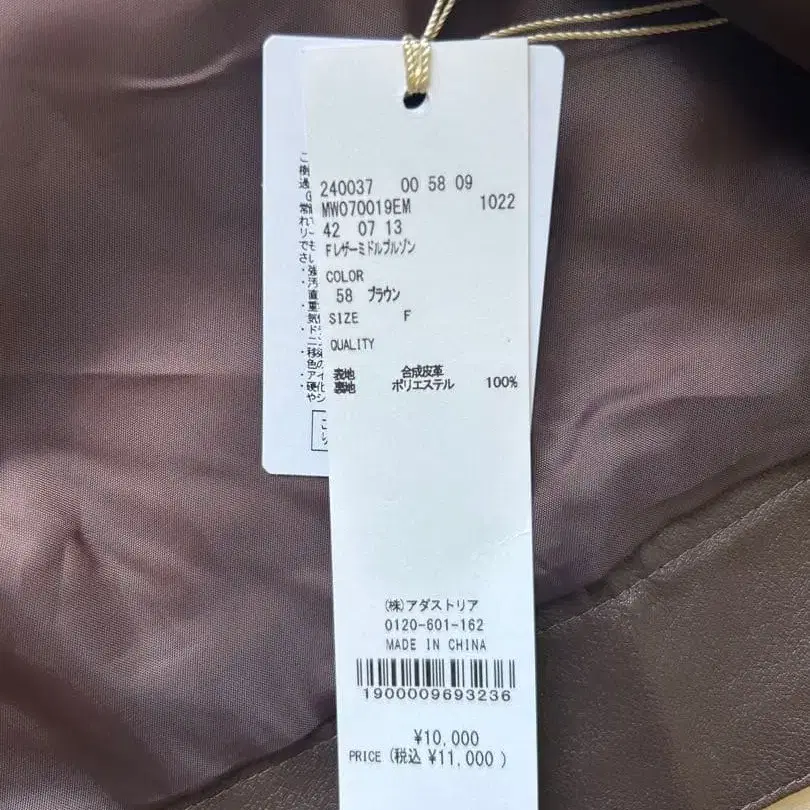 240037 00 58 09
MW070019EM 1022
42 07 13
Fレザーミドルブルゾン
COLOR
58 ブラウン
SIZE F
QUALITY
表地 合成皮革
裏地 ポリエステル 100%
(株)アダストリア
0120-601-162
MADE IN CHINA
1900009693236
¥10,000
PRICE (税込 ¥11,000 )